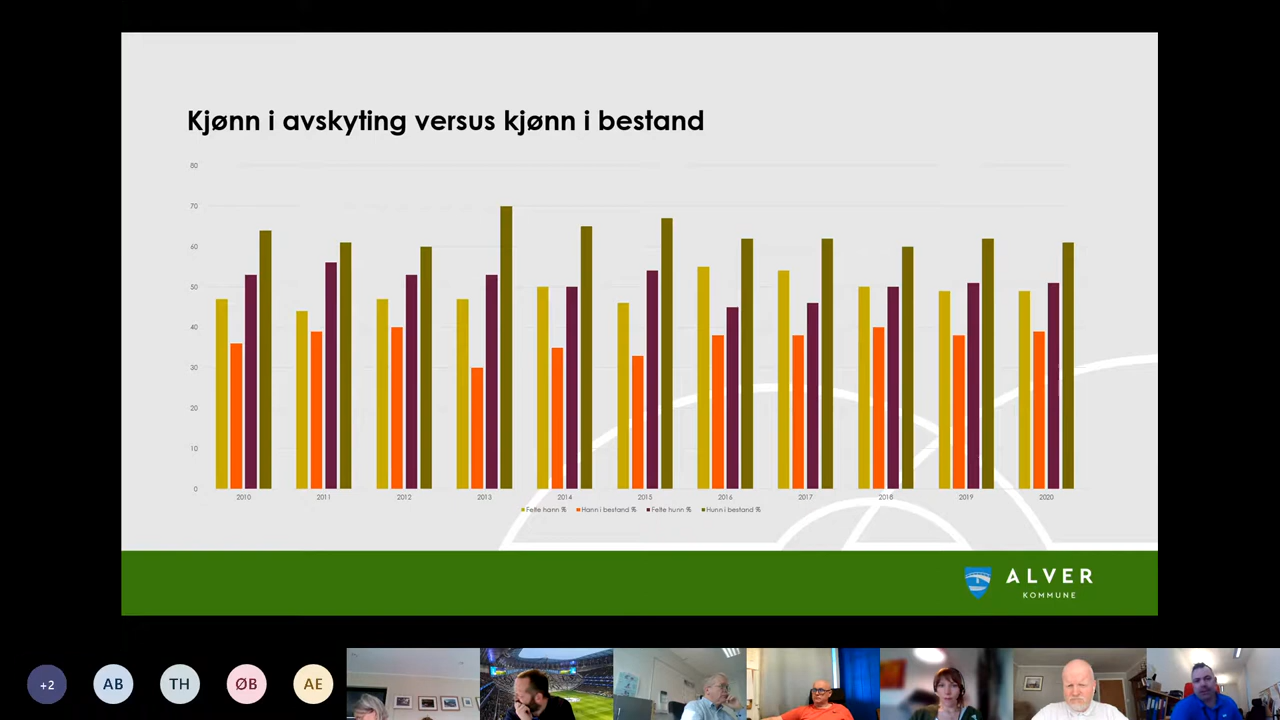 Kjønn i avskyting versus kjønn i bestand
80
70
60
50
40
30
20
10
0
2010 2011 2012 2013 2014 2015 2016 2017 2018 2019 2020
Felte hann % Hann i bestand % Felte hunn % Hunn i bestand %
ALVER
KOMMUNE
+2 AB TH ØB AE